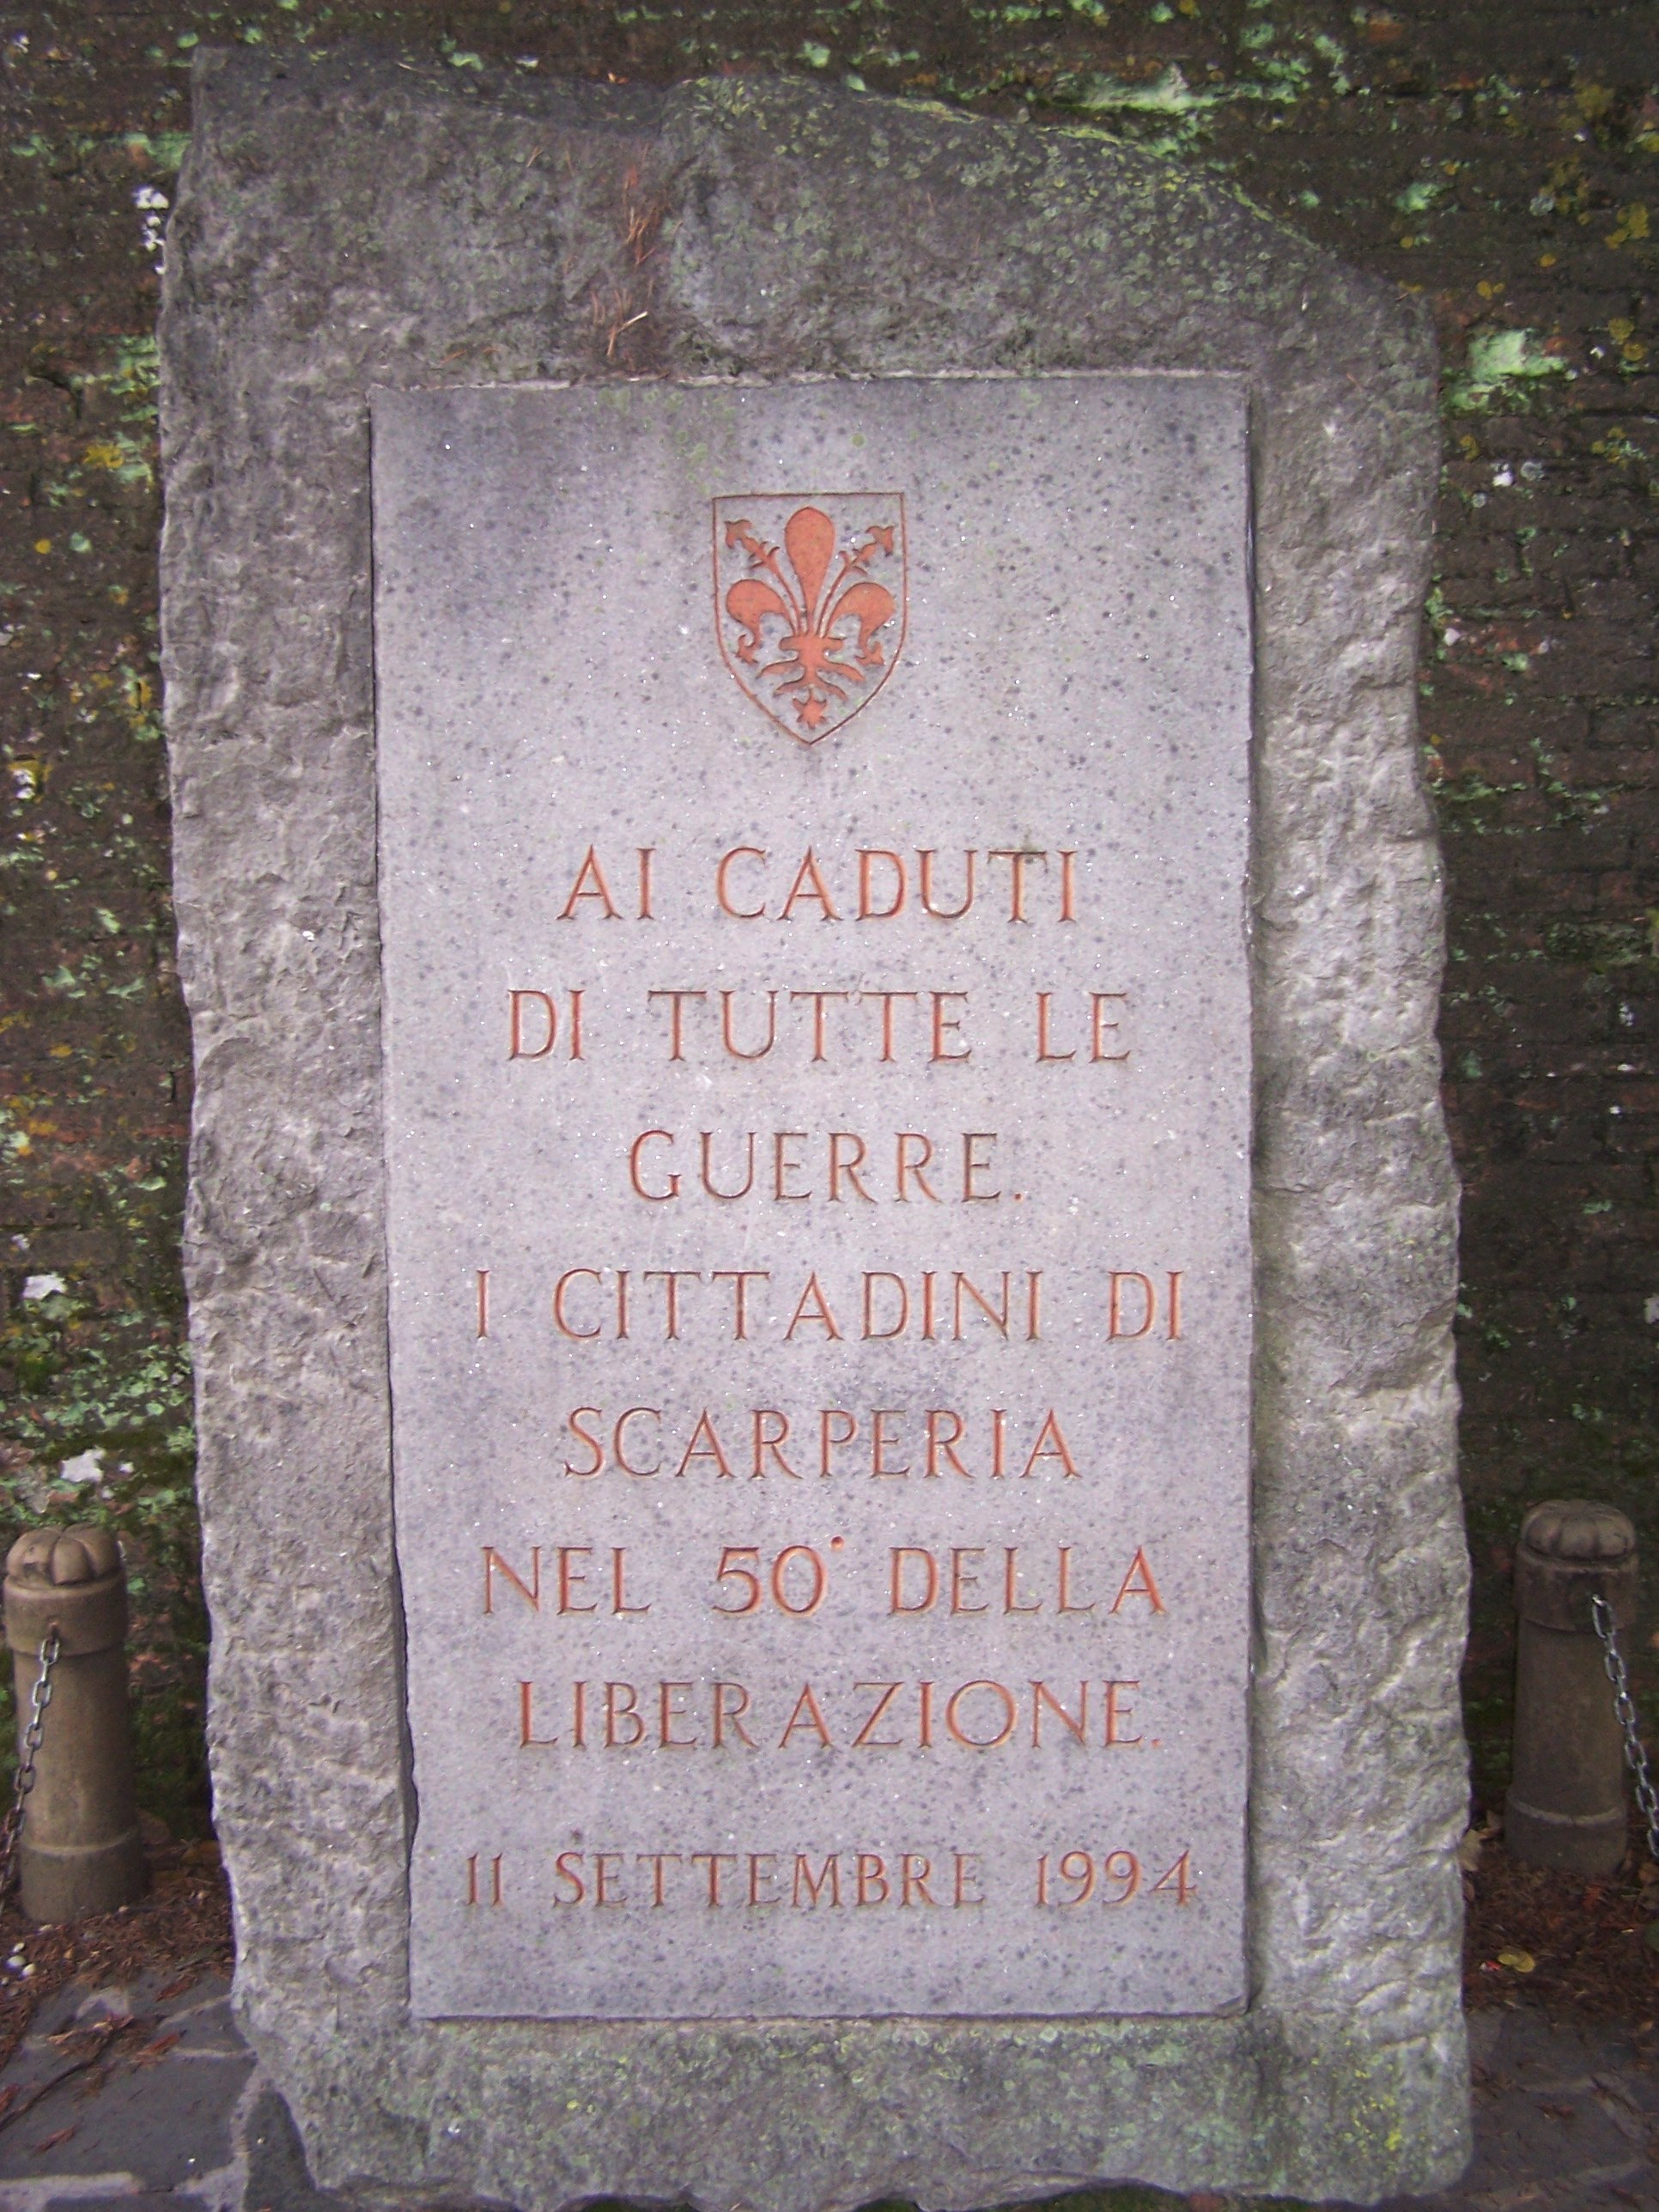 AI CADUTI
DI TUTTE LE
GUERRE.
I CITTADINI DI
SCARPERIA
NEL 50° DELLA
LIBERAZIONE.
11 SETTEMBRE 1994